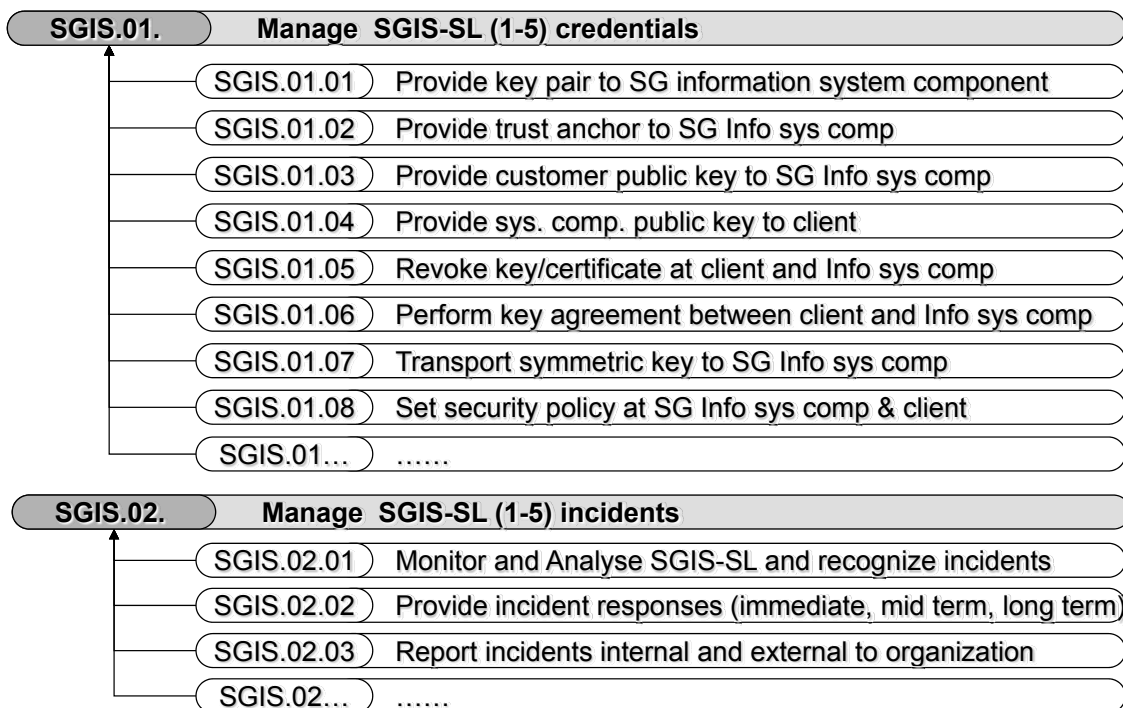 SGIS.01. Manage SGIS-SL (1-5) credentials
SGIS.01.01 Provide key pair to SG information system component
SGIS.01.02 Provide trust anchor to SG Info sys comp
SGIS.01.03 Provide customer public key to SG Info sys comp
SGIS.01.04 Provide sys. comp. public key to client
SGIS.01.05 Revoke key/certificate at client and Info sys comp
SGIS.01.06 Perform key agreement between client and Info sys comp
SGIS.01.07 Transport symmetric key to SG Info sys comp
SGIS.01.08 Set security policy at SG Info sys comp & client
SGIS.01… ……
SGIS.02. Manage SGIS-SL (1-5) incidents
SGIS.02.01 Monitor and Analyse SGIS-SL and recognize incidents
SGIS.02.02 Provide incident responses (immediate, mid term, long term)
SGIS.02.03 Report incidents internal and external to organization
SGIS.02… ……